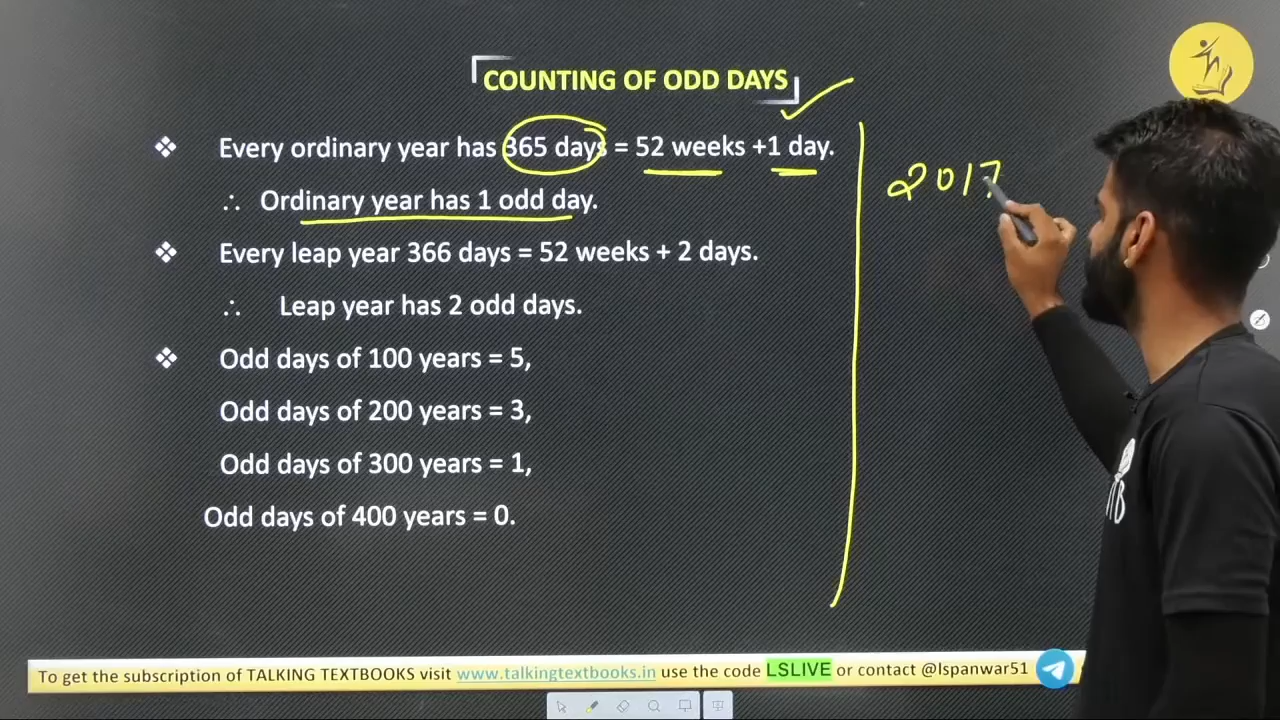 COUNTING OF ODD DAYS
❖ Every ordinary year has 365 days = 52 weeks +1 day.
∴ Ordinary year has 1 odd day.
❖ Every leap year 366 days = 52 weeks + 2 days.
∴ Leap year has 2 odd days.
❖ Odd days of 100 years = 5,
Odd days of 200 years = 3,
Odd days of 300 years = 1,
Odd days of 400 years = 0.
2017
To get the subscription of TALKING TEXTBOOKS visit www.talkingtextbooks.in use the code LSLIVE or contact @lspanwar51